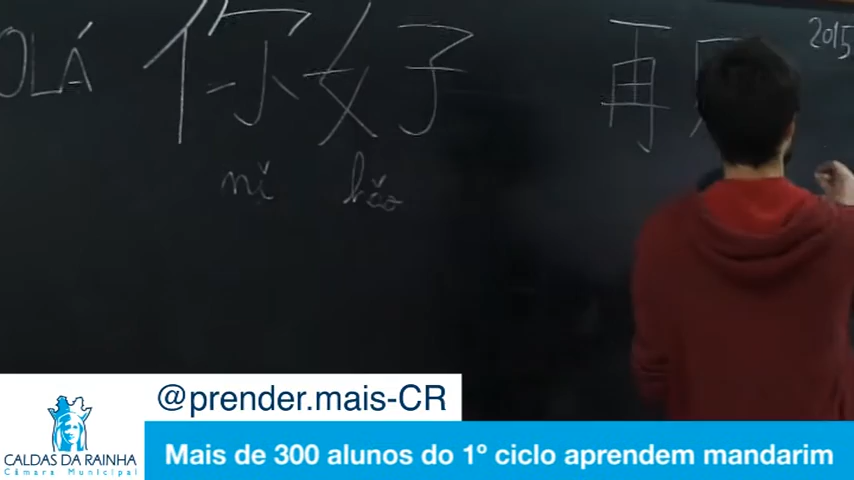 OLÁ 你好 再 2015
nǐ hǎo
@prender.mais-CR
CALDAS DA RAINHA
Câmara Municipal
Mais de 300 alunos do 1º ciclo aprendem mandarim